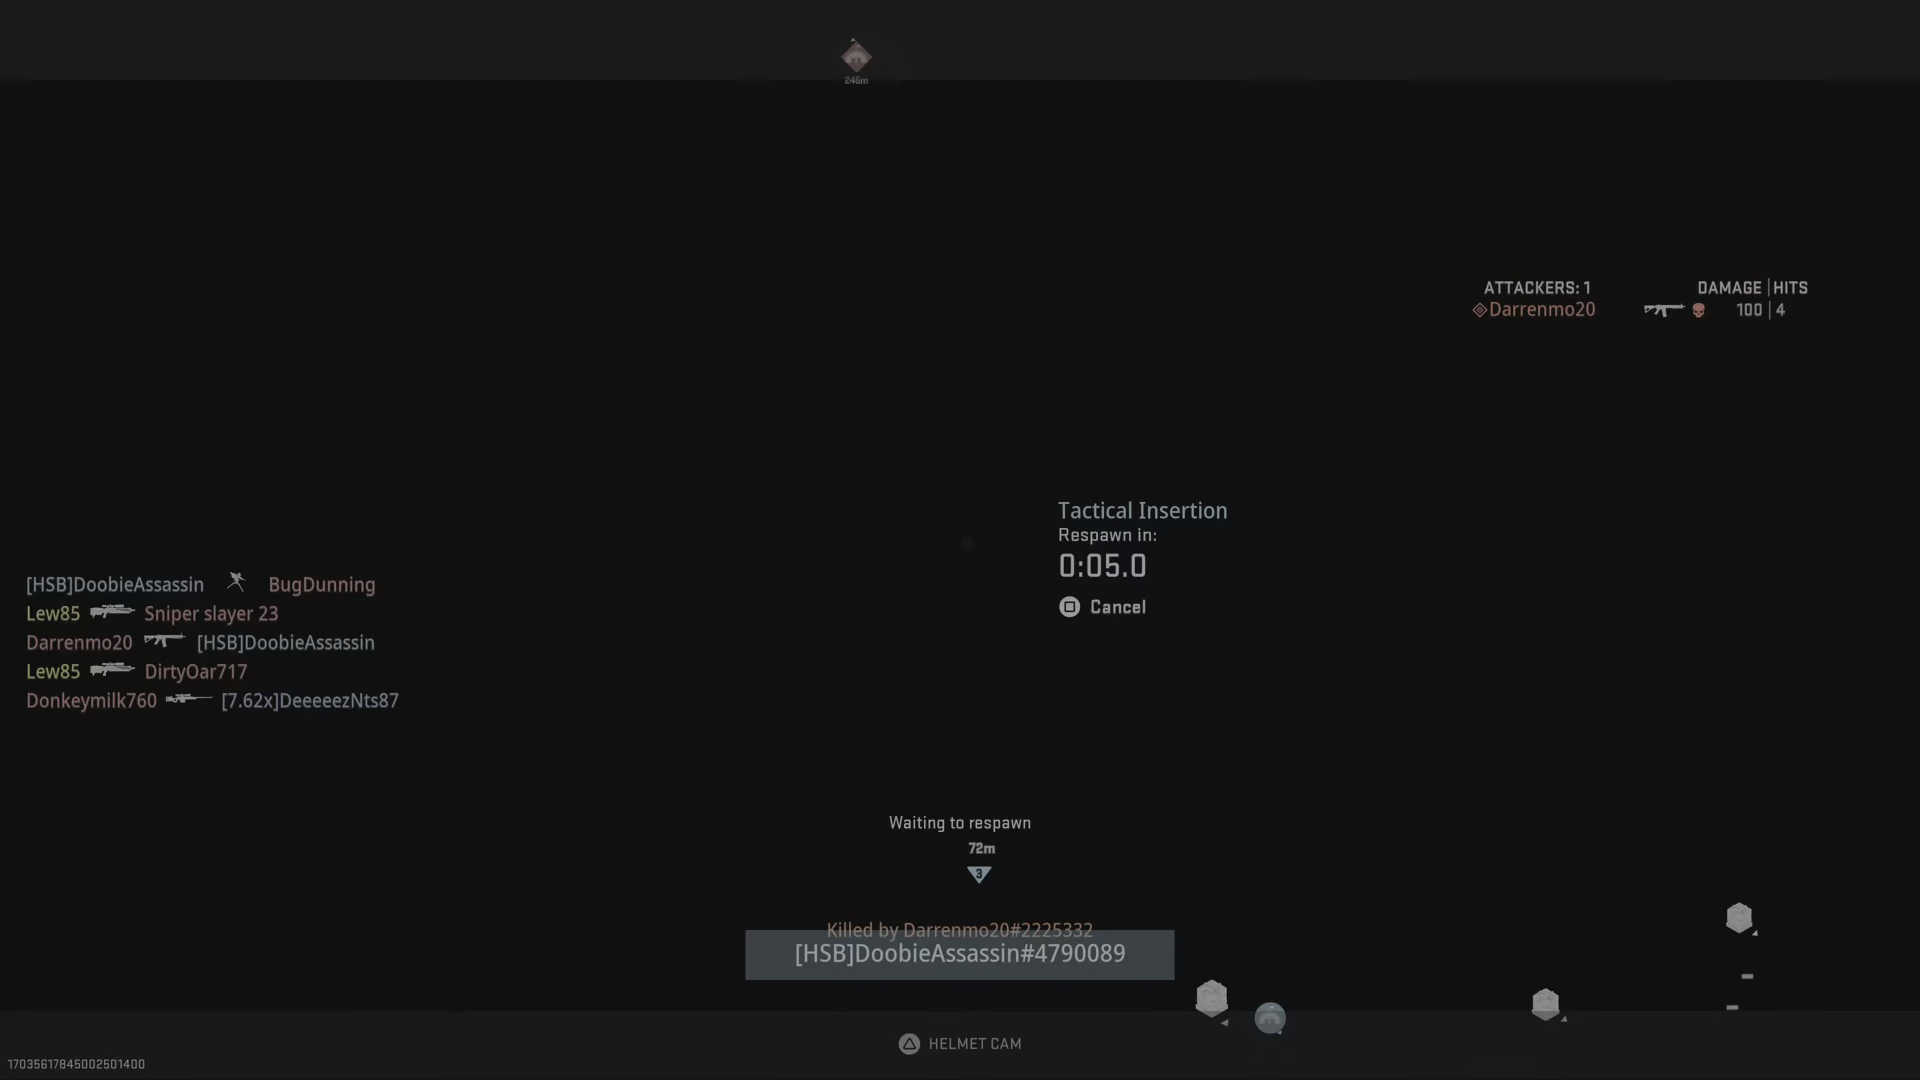 245m
ATTACKERS: 1 DAMAGE | HITS
Darrenmo20 100 | 4
Tactical Insertion
Respawn in:
0:05.0
Cancel
[HSB]DoobieAssassin BugDunning
Lew85 Sniper slayer 23
Darrenmo20 [HSB]DoobieAssassin
Lew85 DirtyOar717
Donkeymilk760 [7.62x]DeeeeezNts87
Waiting to respawn
72m
3
Killed by Darrenmo20#2225332
[HSB]DoobieAssassin#4790089
HELMET CAM
17035617845002501400